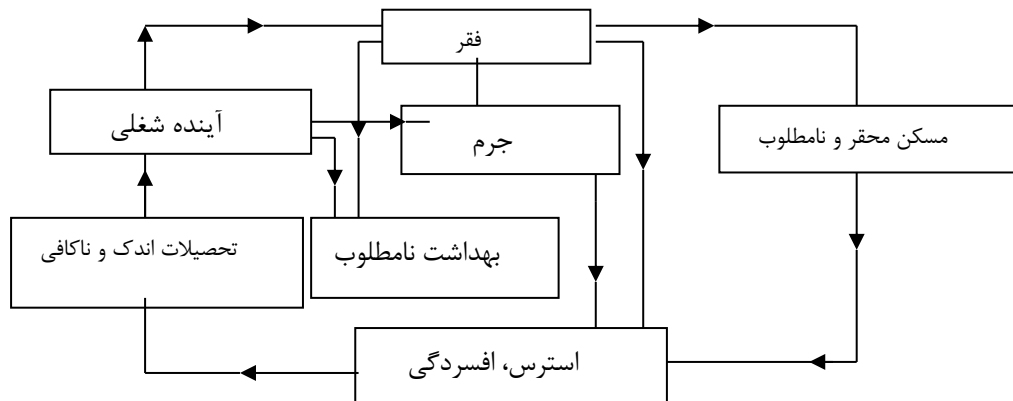 فقر
آینده شغلی
جرم
مسکن محقر و نامطلوب
تحصیلات اندک و ناکافی
بهداشت نامطلوب
استرس، افسردگی